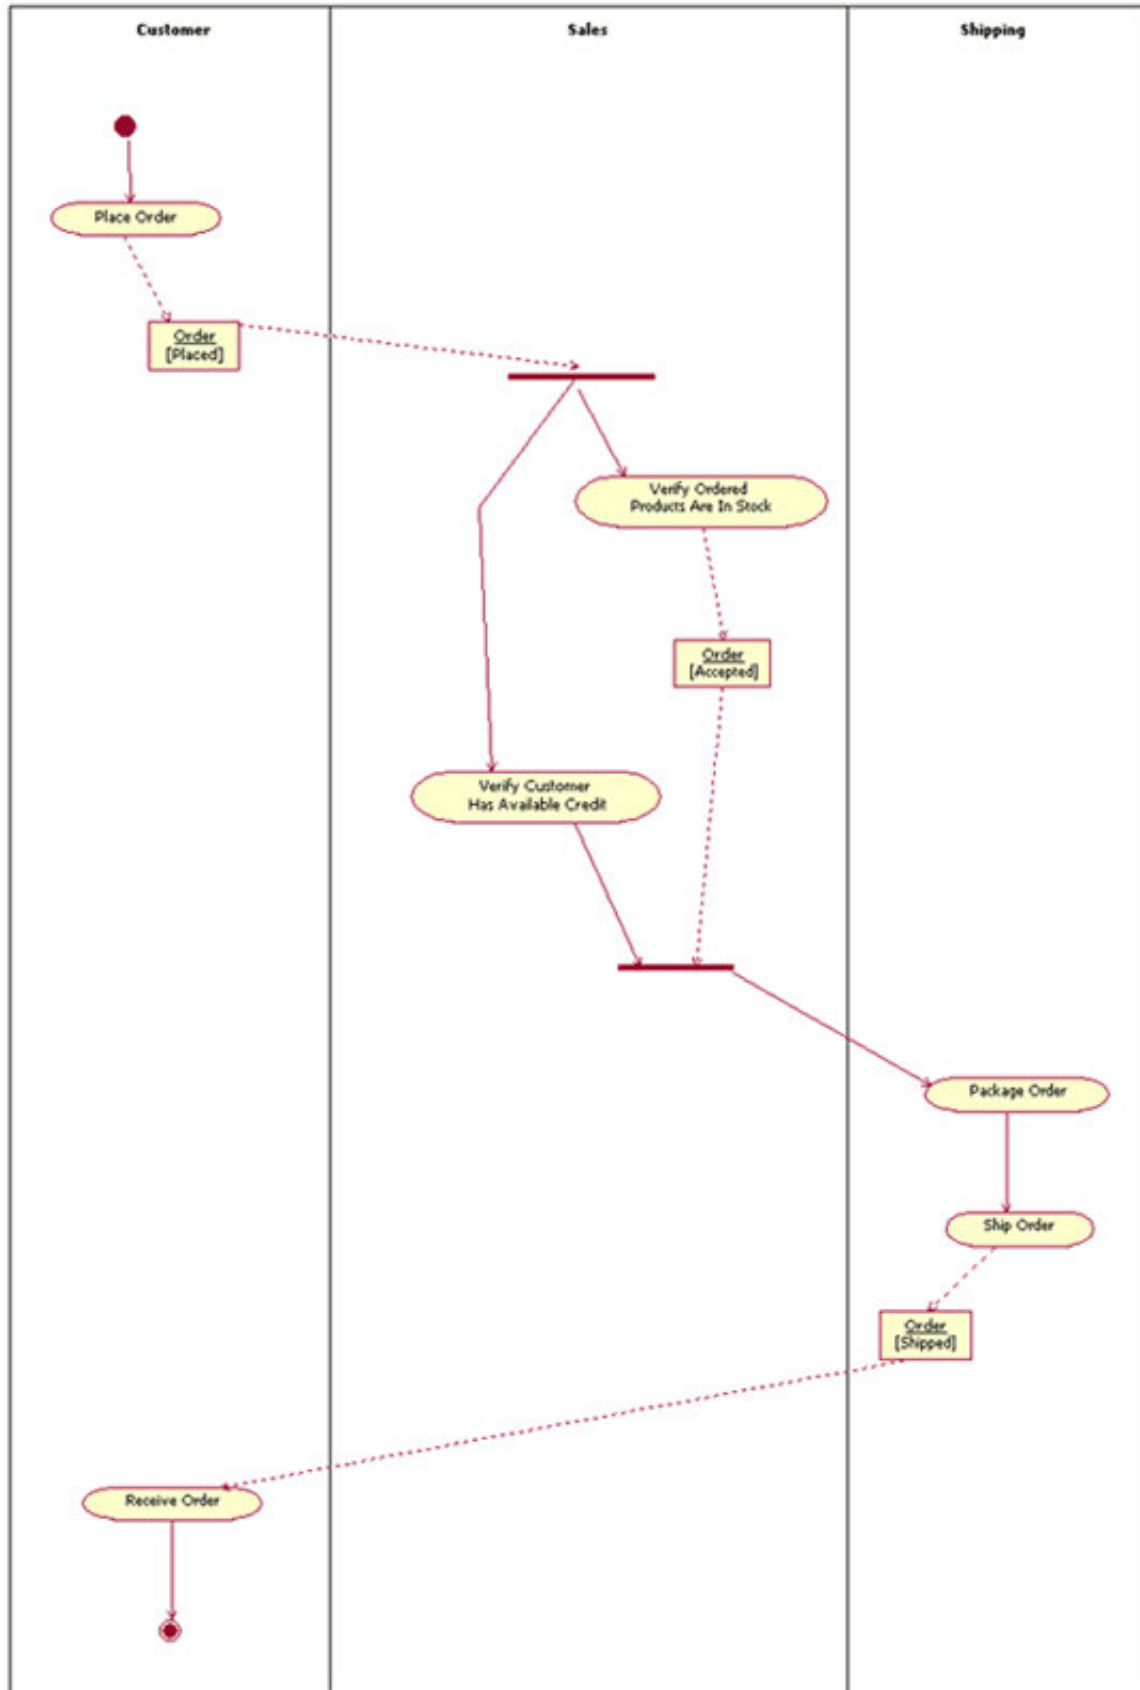 Customer
Sales
Shipping
Place Order
Order
[Placed]
Verify Ordered
Products Are In Stock
Order
[Accepted]
Verify Customer
Has Available Credit
Package Order
Ship Order
Order
[Shipped]
Receive Order